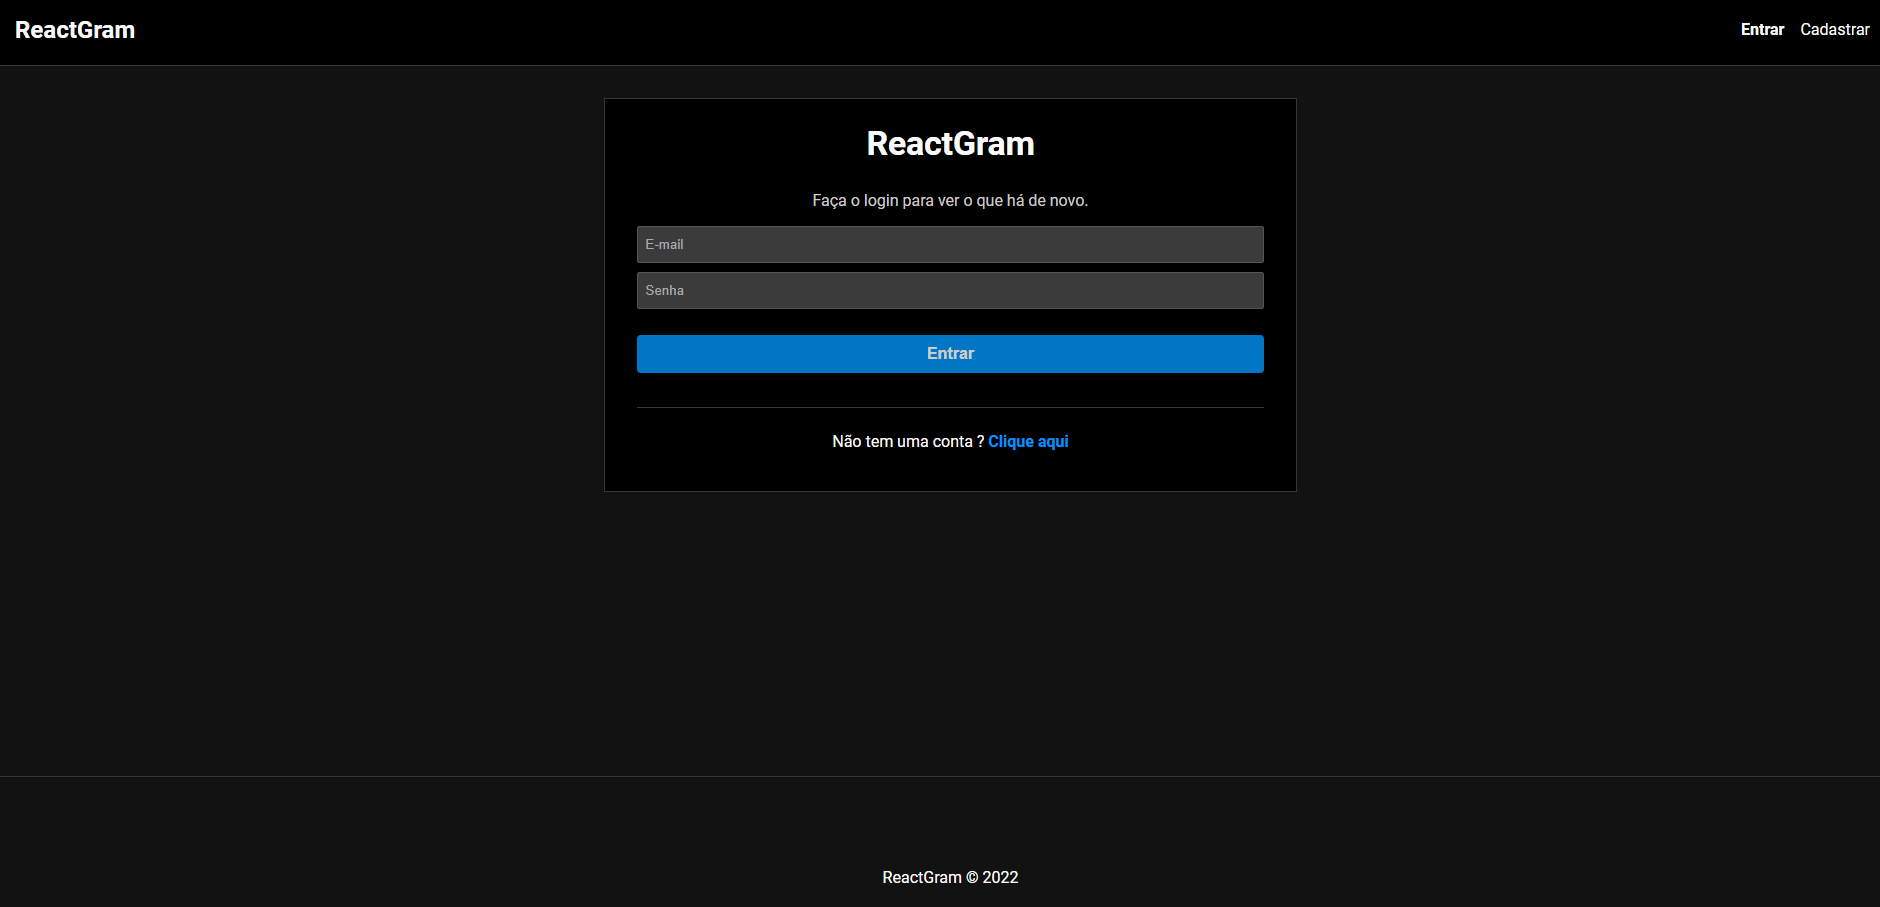 ReactGram
Entrar Cadastrar
ReactGram
Faça o login para ver o que há de novo.
E-mail
Senha
Entrar
Não tem uma conta ? Clique aqui
ReactGram © 2022